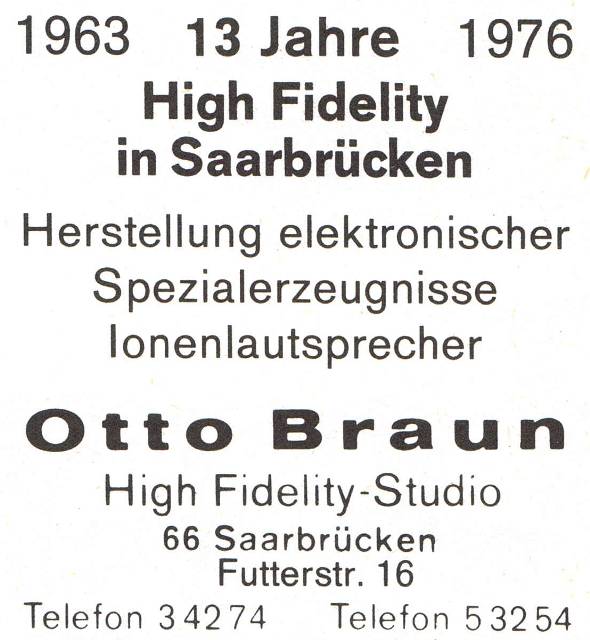 1963 13 Jahre 1976
High Fidelity
in Saarbrücken
Herstellung elektronischer
Spezialerzeugnisse
Ionenlautsprecher
Otto Braun
High Fidelity-Studio
66 Saarbrücken
Futterstr. 16
Telefon 34274 Telefon 53254